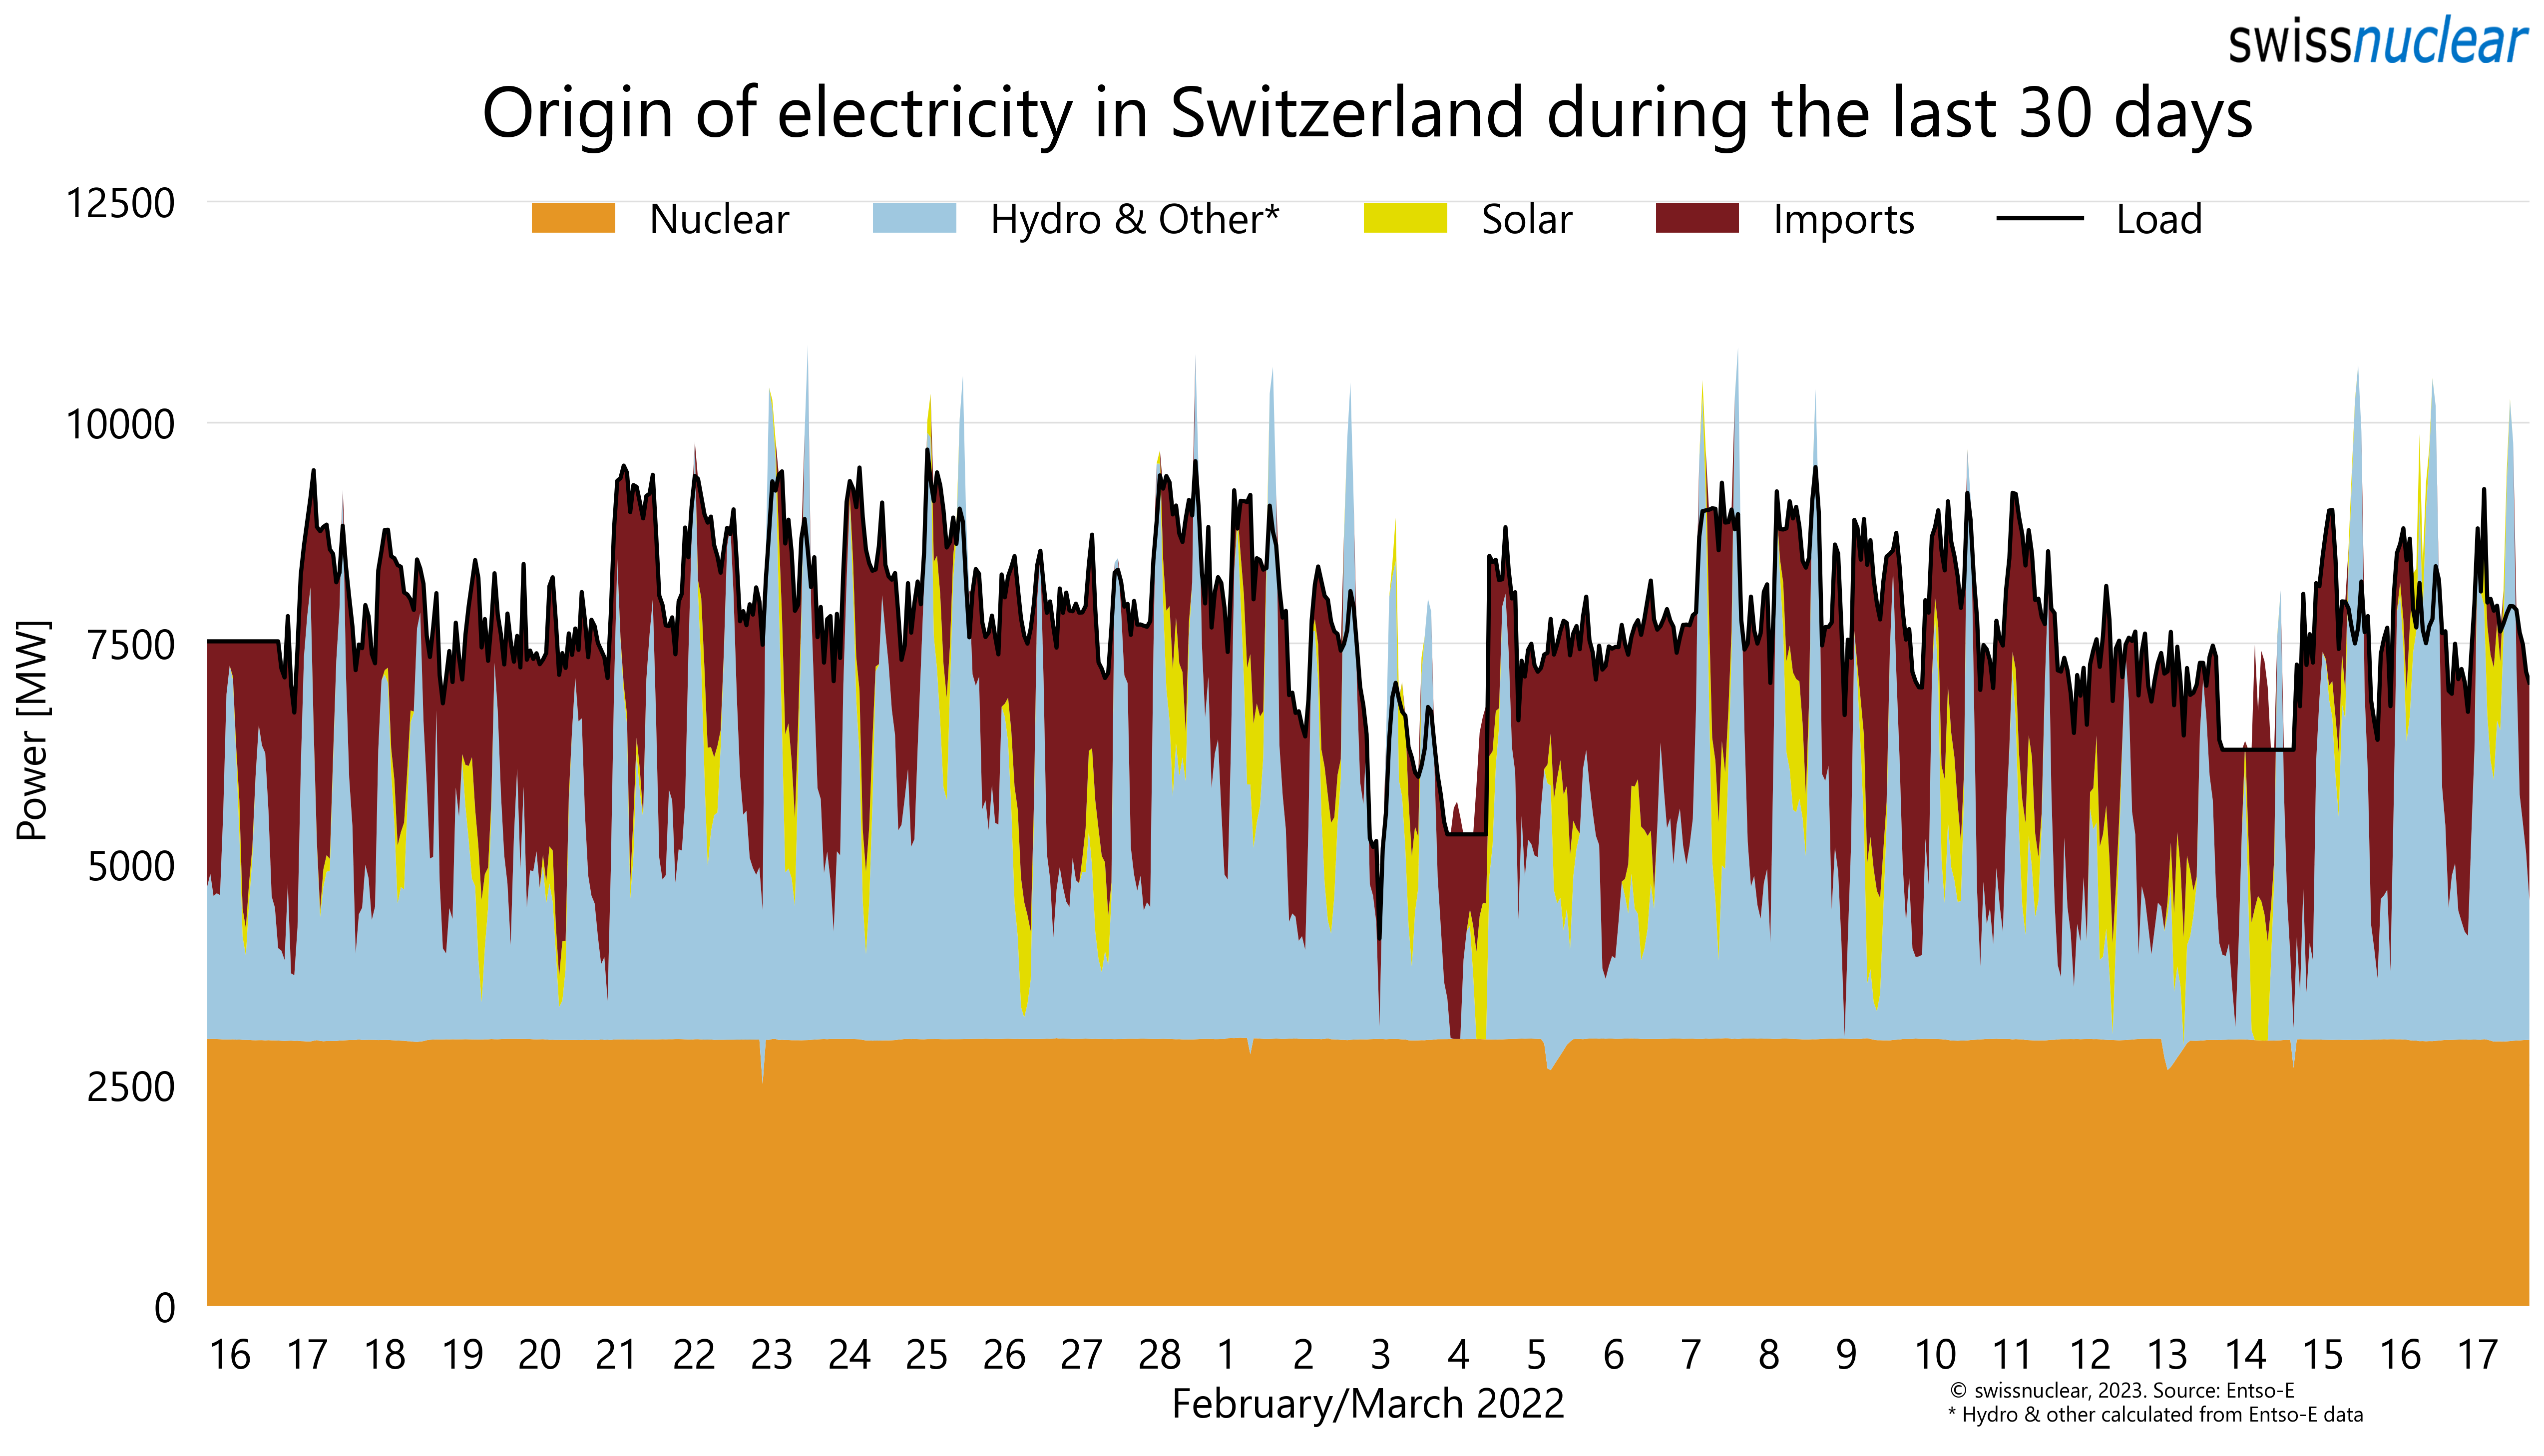 swissnuclear
Origin of electricity in Switzerland during the last 30 days
12500
Nuclear Hydro & Other* Solar Imports Load
10000
7500
5000
2500
0
Power [MW]
16 17 18 19 20 21 22 23 24 25 26 27 28 1 2 3 4 5 6 7 8 9 10 11 12 13 14 15 16 17
February/March 2022
© swissnuclear, 2023. Source: Entso-E
* Hydro & other calculated from Entso-E data